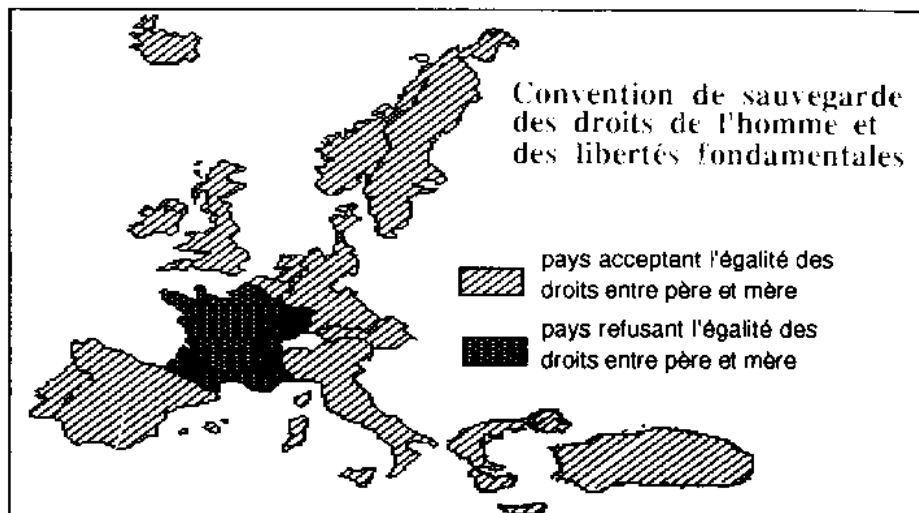 Convention de sauvegarde
des droits de l'homme et
des libertés fondamentales
pays acceptant l'égalité des
droits entre père et mère
pays refusant l'égalité des
droits entre père et mère